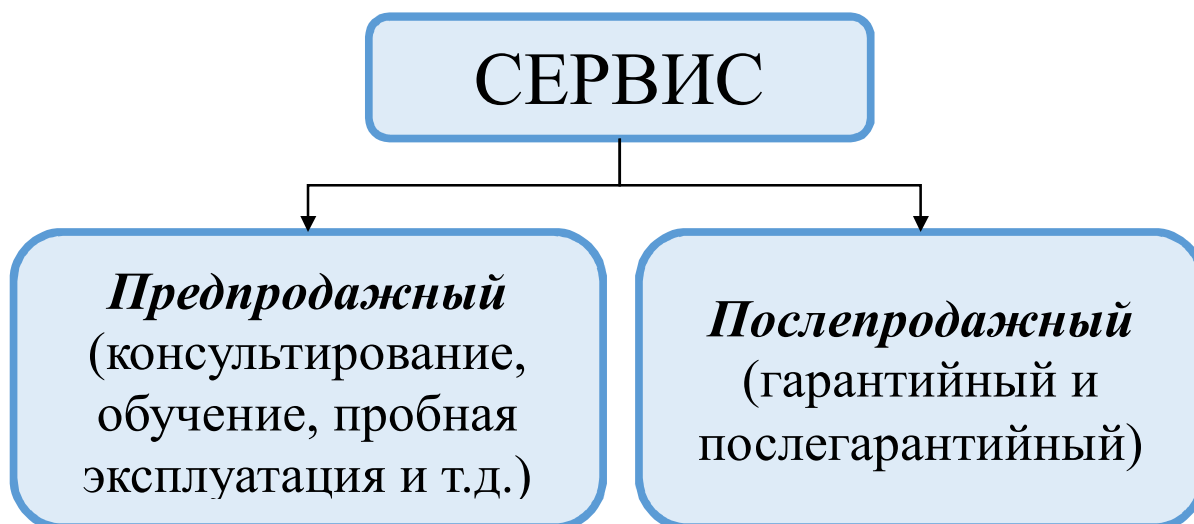 СЕРВИС
Предпродажный
(консультирование,
обучение, пробная
эксплуатация и т.д.)
Послепродажный
(гарантийный и
послегарантийный)